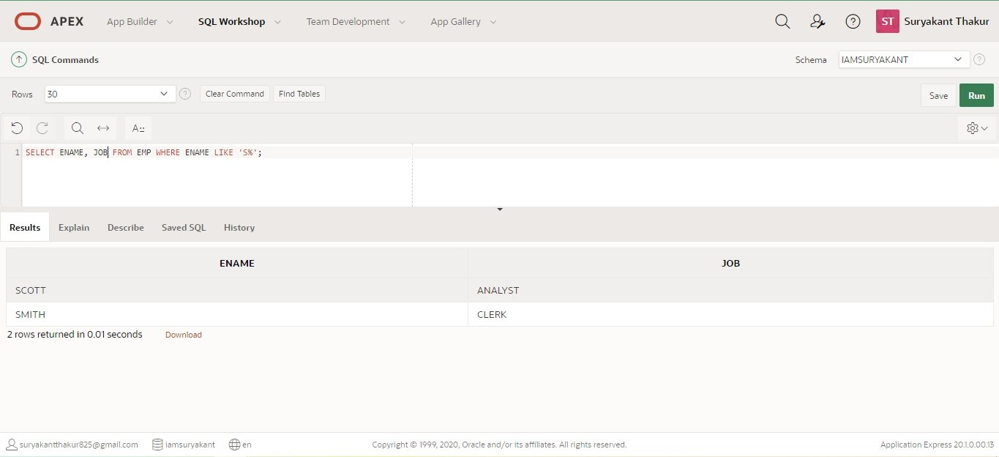 APEX App Builder SQL Workshop Team Development App Gallery ST Suryakant Thakur
SQL Commands Schema IAMSURYAKANT ?
Rows 30 ? Clear Command Find Tables Save Run
A::
1 SELECT ENAME, JOB FROM EMP WHERE ENAME LIKE 'S%';
Results Explain Describe Saved SQL History
ENAME JOB
SCOTT ANALYST
SMITH CLERK
2 rows returned in 0.01 seconds Download
suryakantthakur825@gmail.com iamsuryakant en Copyright © 1999, 2020, Oracle and/or its affiliates. All rights reserved. Application Express 20.1.0.00.13